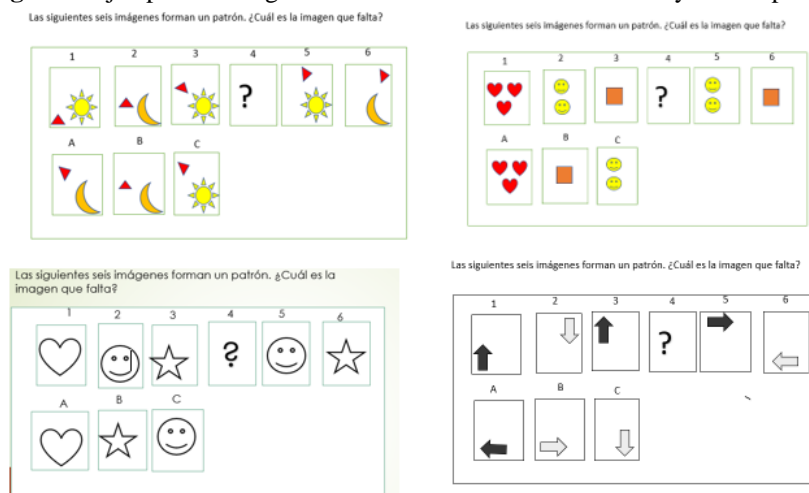 Las siguientes seis imágenes forman un patrón. ¿Cuál es la imagen que falta?
1 2 3 4 5 6
?
A B C
Las siguientes seis imágenes forman un patrón. ¿Cuál es la imagen que falta?
1 2 3 4 5 6
?
A B C
Las siguientes seis imágenes forman un patrón. ¿Cuál es la
imagen que falta?
1 2 3 4 5 6
?
A B C
Las siguientes seis imágenes forman un patrón. ¿Cuál es la imagen que falta?
1 2 3 4 5 6
?
A B C